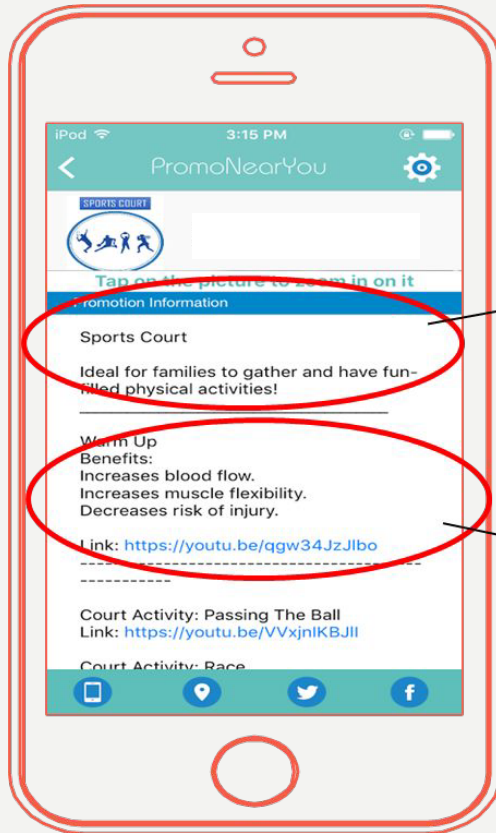 iPod 3:15 PM
PromoNearYou
SPORTS COURT
Tap on the picture to zoom in on it
Promotion Information
Sports Court
Ideal for families to gather and have fun-
filled physical activities!
Warm Up
Benefits:
Increases blood flow.
Increases muscle flexibility.
Decreases risk of injury.
Link: https://youtu.be/qgw34JzJlbo
Court Activity: Passing The Ball
Link: https://youtu.be/VVxjnlKBJlI
Court Activity: Race